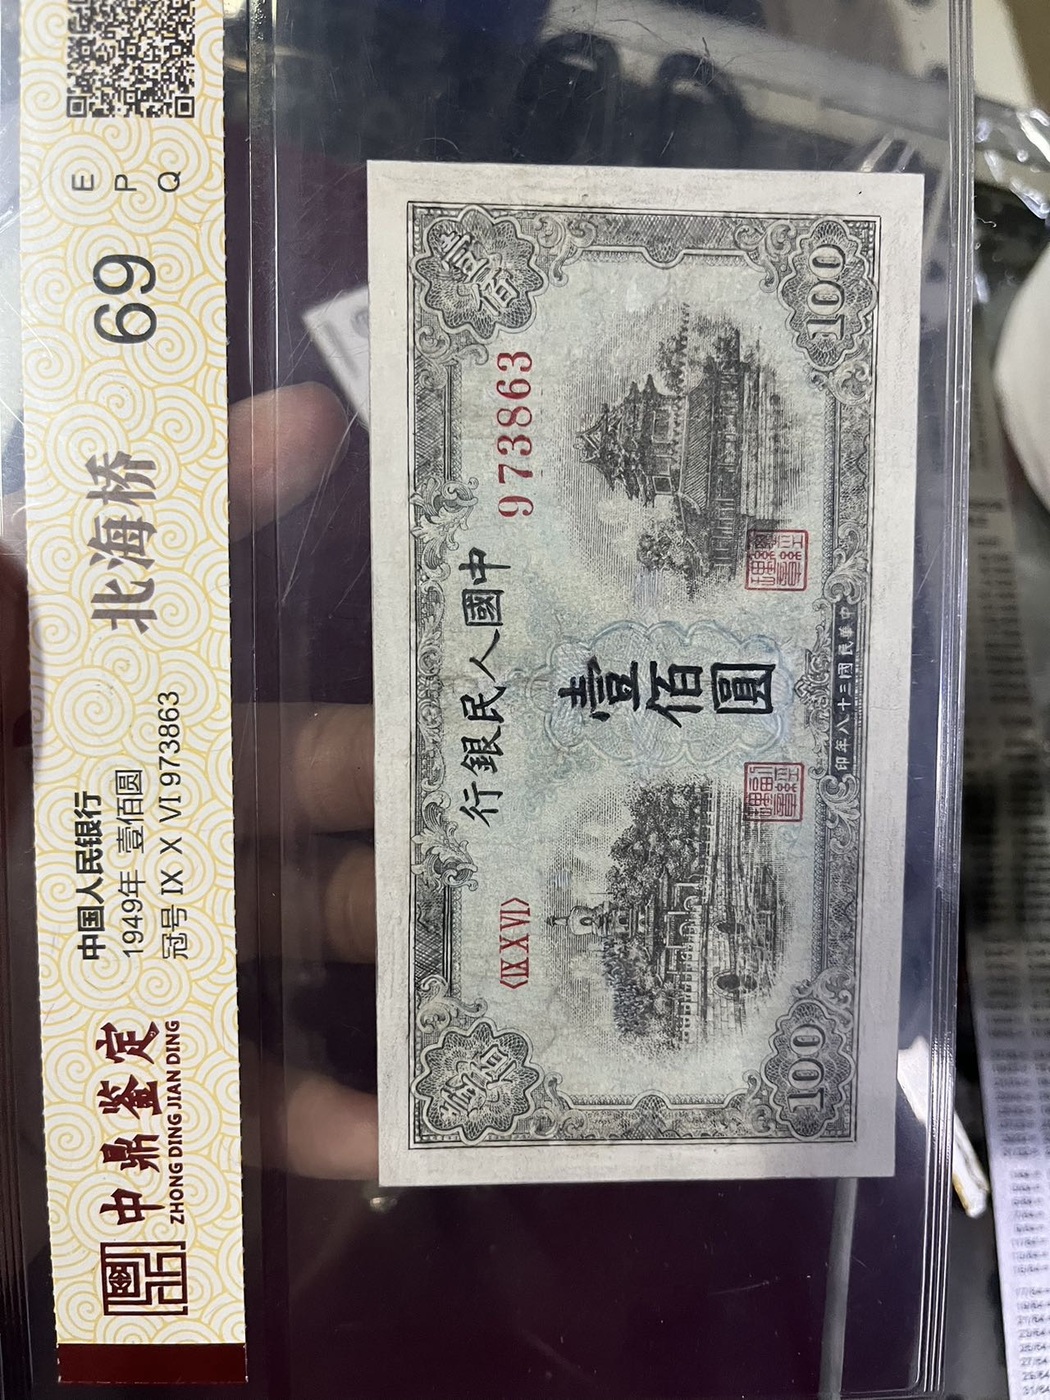 中鼎鉴定
ZHONG DING JIAN DING
中国人民银行
1949年 壹佰圆
冠号 IX X VI 973863
北海桥
69
E
P
Q
壹佰
壹佰
中國人民銀行
〈IX X VI〉
973863
壹佰圓
100
100
中華民國三十八年印